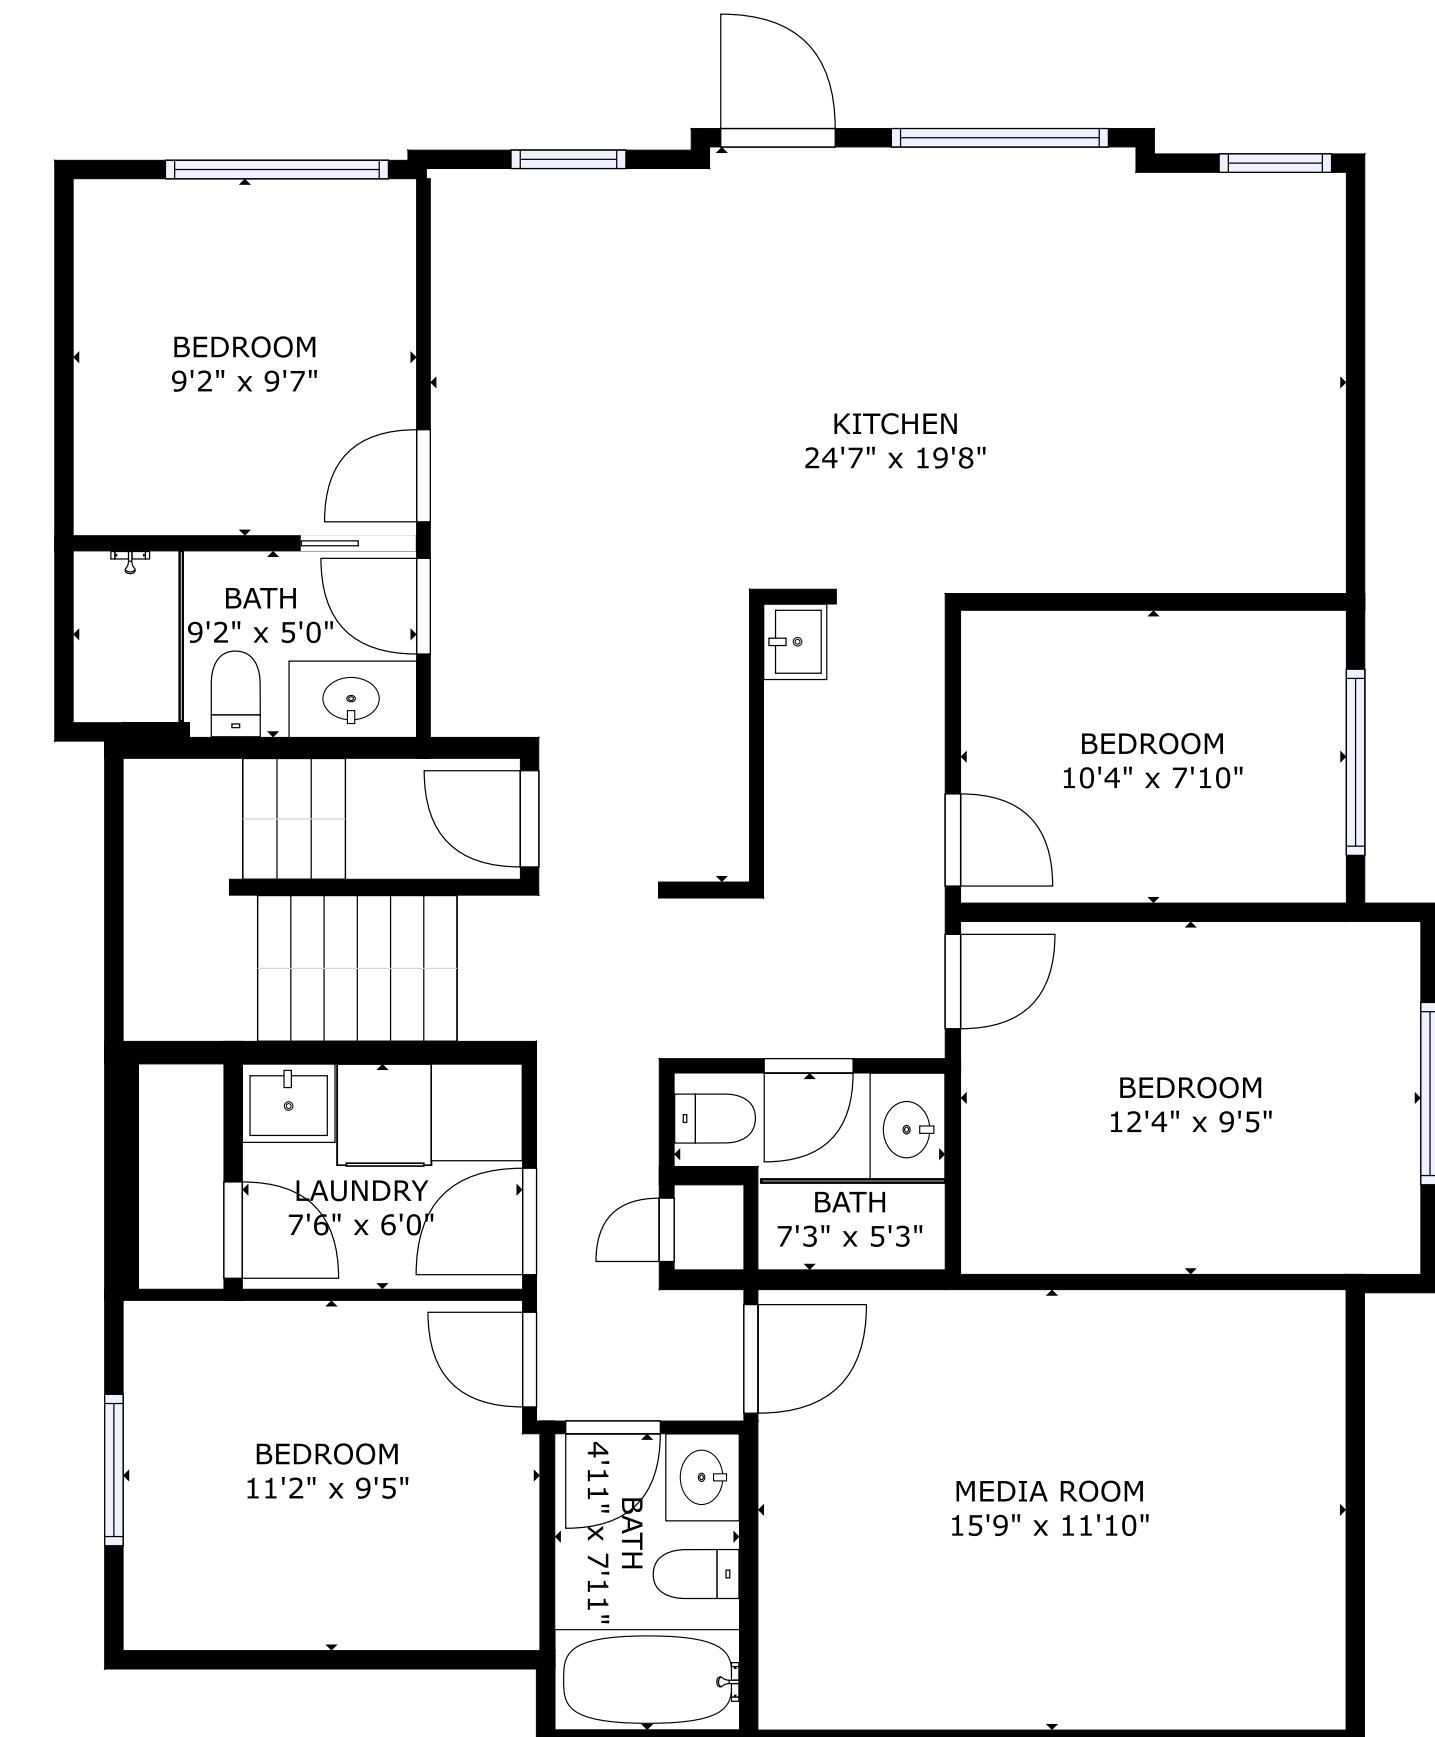 BEDROOM
9'2" x 9'7"
KITCHEN
24'7" x 19'8"
BATH
9'2" x 5'0"
BEDROOM
10'4" x 7'10"
BEDROOM
12'4" x 9'5"
LAUNDRY
7'6" x 6'0"
BATH
7'3" x 5'3"
BEDROOM
11'2" x 9'5"
BATH
4'11" x 7'11"
MEDIA ROOM
15'9" x 11'10"